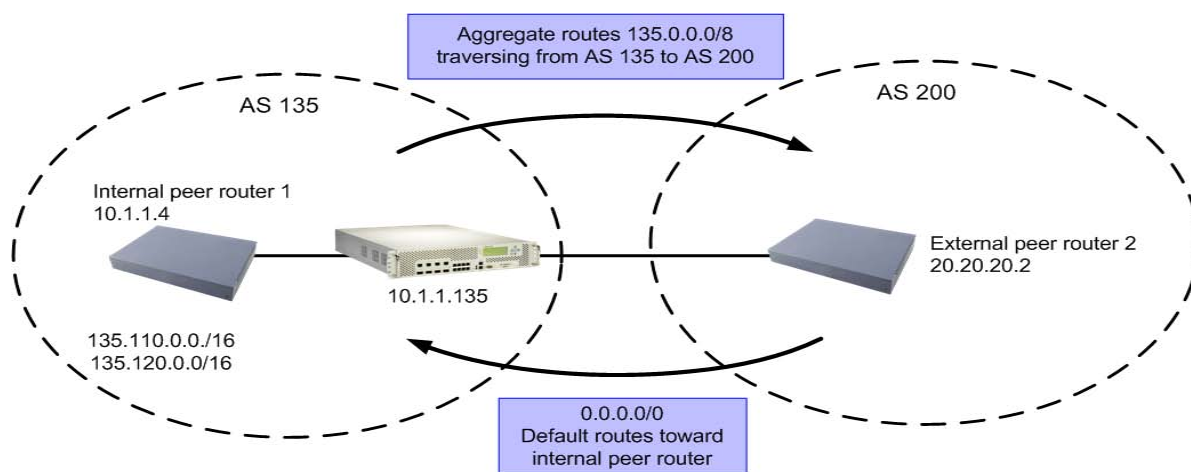 Aggregate routes 135.0.0.0/8
traversing from AS 135 to AS 200
AS 135
AS 200
Internal peer router 1
10.1.1.4
10.1.1.135
External peer router 2
20.20.20.2
135.110.0.0./16
135.120.0.0/16
0.0.0.0/0
Default routes toward
internal peer router